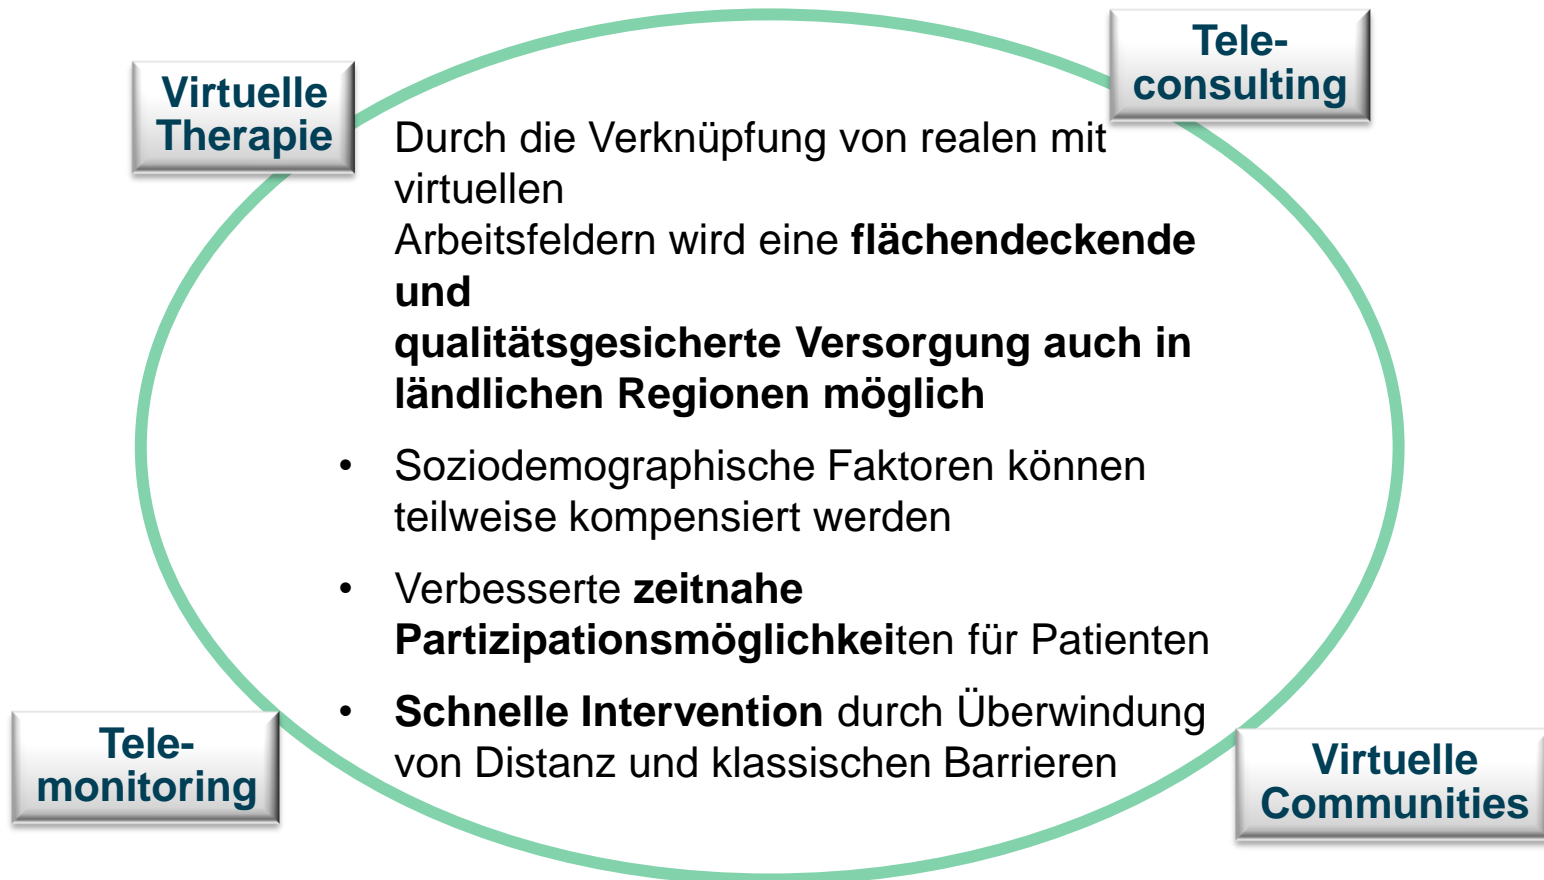 Virtuelle
Therapie
Tele-
consulting
Durch die Verknüpfung von realen mit
virtuellen
Arbeitsfeldern wird eine flächendeckende
und
qualitätsgesicherte Versorgung auch in
ländlichen Regionen möglich
• Soziodemographische Faktoren können
teilweise kompensiert werden
• Verbesserte zeitnahe
Partizipationsmöglichkeiten für Patienten
• Schnelle Intervention durch Überwindung
von Distanz und klassischen Barrieren
Tele-
monitoring
Virtuelle
Communities